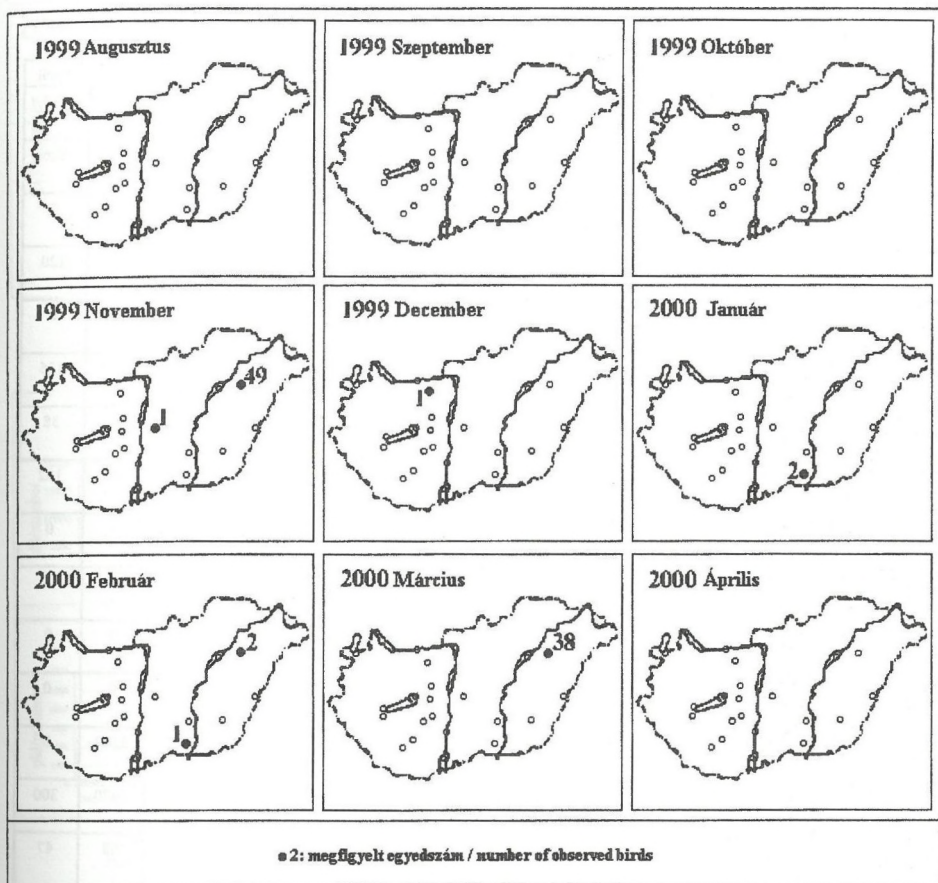 1999 Augusztus
1999 Szeptember
1999 Október
1999 November
1
49
1999 December
1
2000 Január
2
2000 Február
2
1
2000 Március
38
2000 Április
2: megfigyelt egyedszám / number of observed birds